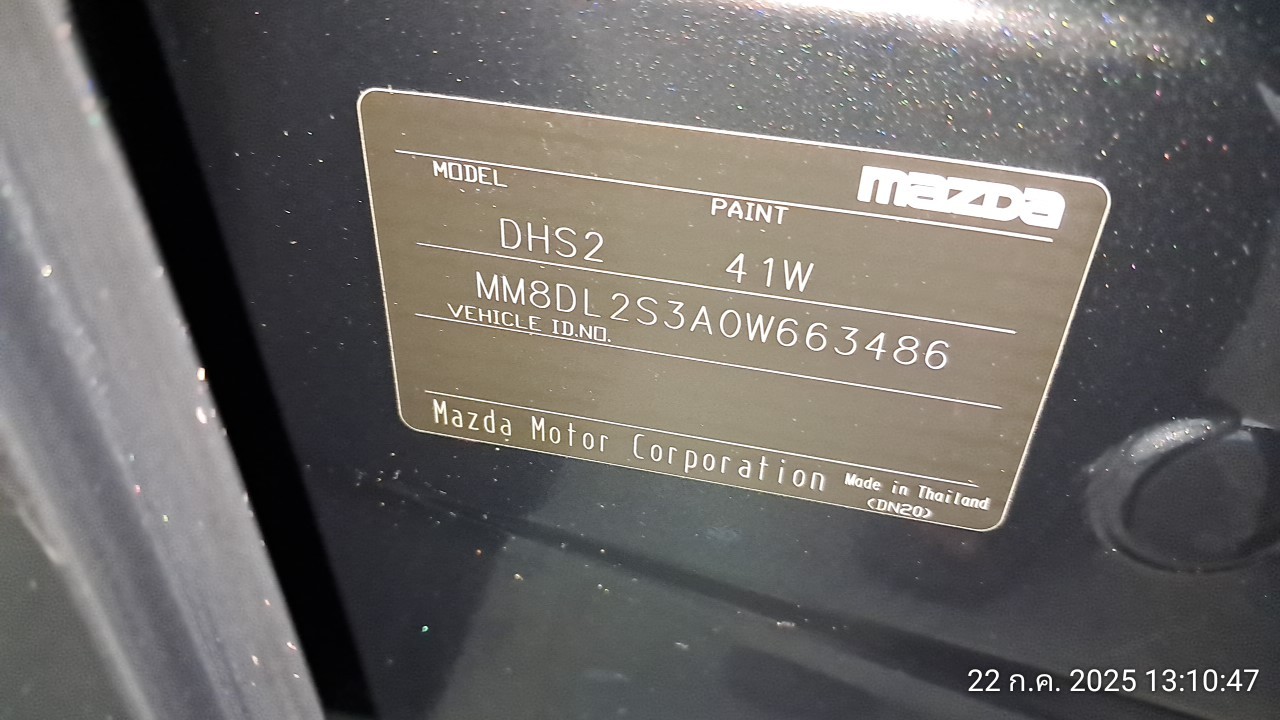 mazda
MODEL PAINT
DHS2 41W
MM8DL2S3A0W663486
VEHICLE ID.NO.
Mazda Motor Corporation Made in Thailand
<DN20>
22 ก.ค. 2025 13:10:47